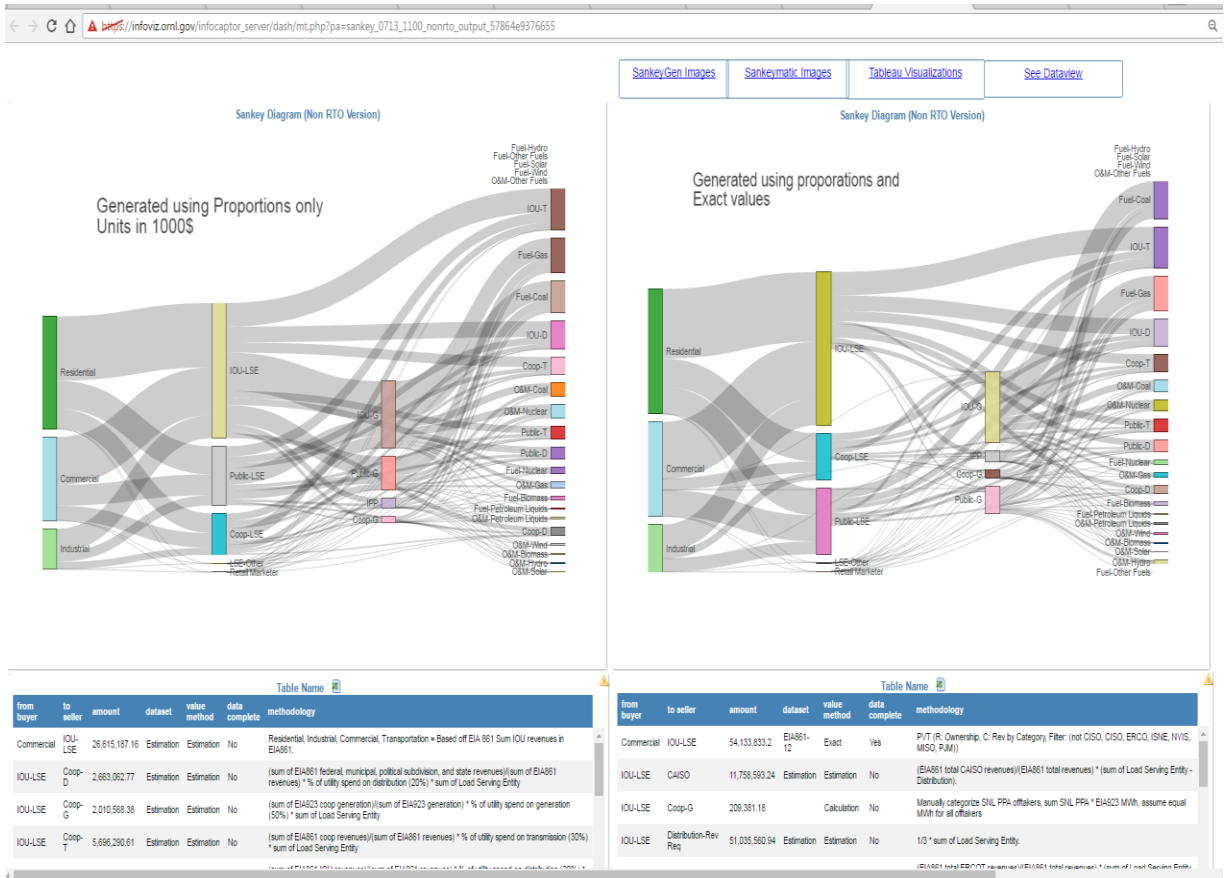 https://infoviz.ornl.gov/infocaptor_server/dash/mt.php?pa=sankey_0713_1100_nonrto_output_57864e9376655
SankeyGen Images
Sankeymatic Images
Tableau Visualizations
See Dataview
Sankey Diagram (Non RTO Version)
Generated using Proportions only
Units in 1000$
Residential
Commercial
Industrial
IOU-LSE
Public-LSE
Coop-LSE
LSE-Other
Retail Marketer
IOU-G
Public-G
IPP
Coop-G
Fuel-Hydro
Fuel-Other Fuels
Fuel-Solar
Fuel-Wind
O&M-Other Fuels
IOU-T
Fuel-Gas
Fuel-Coal
IOU-D
Coop-T
O&M-Coal
O&M-Nuclear
Public-T
Public-D
Fuel-Nuclear
O&M-Gas
Fuel-Biomass
Fuel-Petroleum Liquids
O&M-Petroleum Liquids
Coop-D
O&M-Wind
O&M-Biomass
O&M-Hydro
O&M-Solar
Sankey Diagram (Non RTO Version)
Generated using proporations and
Exact values
Residential
Commercial
Industrial
IOU-LSE
Coop-LSE
Public-LSE
LSE-Other
Retail Marketer
IOU-G
IPP
Coop-G
Public-G
Fuel-Hydro
Fuel-Solar
Fuel-Wind
O&M-Other Fuels
Fuel-Coal
IOU-T
Fuel-Gas
IOU-D
Coop-T
O&M-Coal
O&M-Nuclear
Public-T
Public-D
Fuel-Nuclear
O&M-Gas
Coop-D
Fuel-Biomass
Fuel-Petroleum Liquids
O&M-Petroleum Liquids
O&M-Wind
O&M-Biomass
O&M-Solar
O&M-Hydro
Fuel-Other Fuels
Table Name
from buyer to seller amount dataset value method data complete methodology
Commercial IOU-LSE 26,615,187.16 Estimation Estimation No Residential, Industrial, Commercial, Transportation = Based off EIA 861 Sum IOU revenues in
EIA861.
IOU-LSE Coop-D 2,663,062.77 Estimation Estimation No (sum of EIA861 federal, municipal, political subdivision, and state revenues)/(sum of EIA861
revenues) * % of utility spend on distribution (20%) * sum of Load Serving Entity
IOU-LSE Coop-G 2,010,568.38 Estimation Estimation No (sum of EIA923 coop generation)/(sum of EIA923 generation) * % of utility spend on generation
(50%) * sum of Load Serving Entity
IOU-LSE Coop-T 5,696,290.61 Estimation Estimation No (sum of EIA861 coop revenues)/(sum of EIA861 revenues) * % of utility spend on transmission (30%)
* sum of Load Serving Entity
Table Name
from buyer to seller amount dataset value method data complete methodology
Commercial IOU-LSE 54,133,833.2 EIA861-12 Exact Yes PVT (R: Ownership, C: Rev by Category, Filter: (not CISO, CISO, ERCO, ISNE, NYIS,
MISO, PJM))
IOU-LSE CAISO 11,758,593.24 Estimation Estimation No (EIA861 total CAISO revenues)/(EIA861 total revenues) * (sum of Load Serving Entity -
Distribution).
IOU-LSE Coop-G 209,381.18 Calculation No Manually categorize SNL PPA offtakers, sum SNL PPA * EIA923 MWh, assume equal
MWh for all offtakers
IOU-LSE Distribution-Rev Req 51,035,560.94 Estimation Estimation No 1/3 * sum of Load Serving Entity.